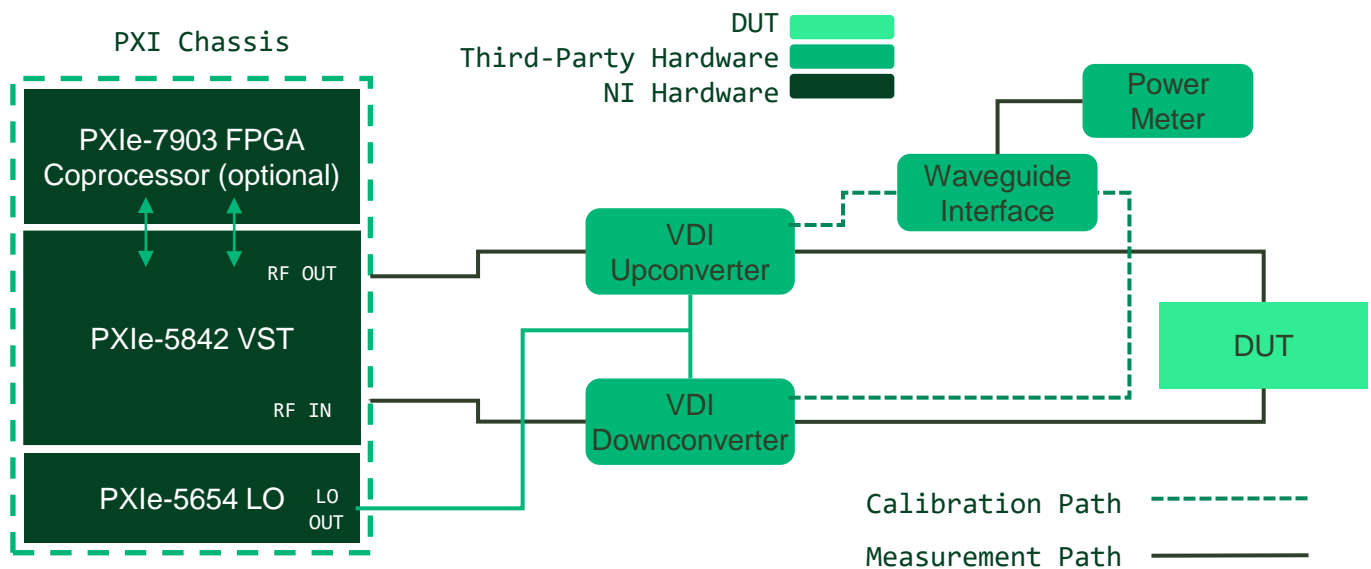 PXI Chassis
DUT
Third-Party Hardware
NI Hardware
PXIe-7903 FPGA
Coprocessor (optional)
RF OUT
PXIe-5842 VST
RF IN
PXIe-5654 LO
LO
OUT
VDI
Upconverter
VDI
Downconverter
Waveguide
Interface
Power
Meter
DUT
Calibration Path
Measurement Path